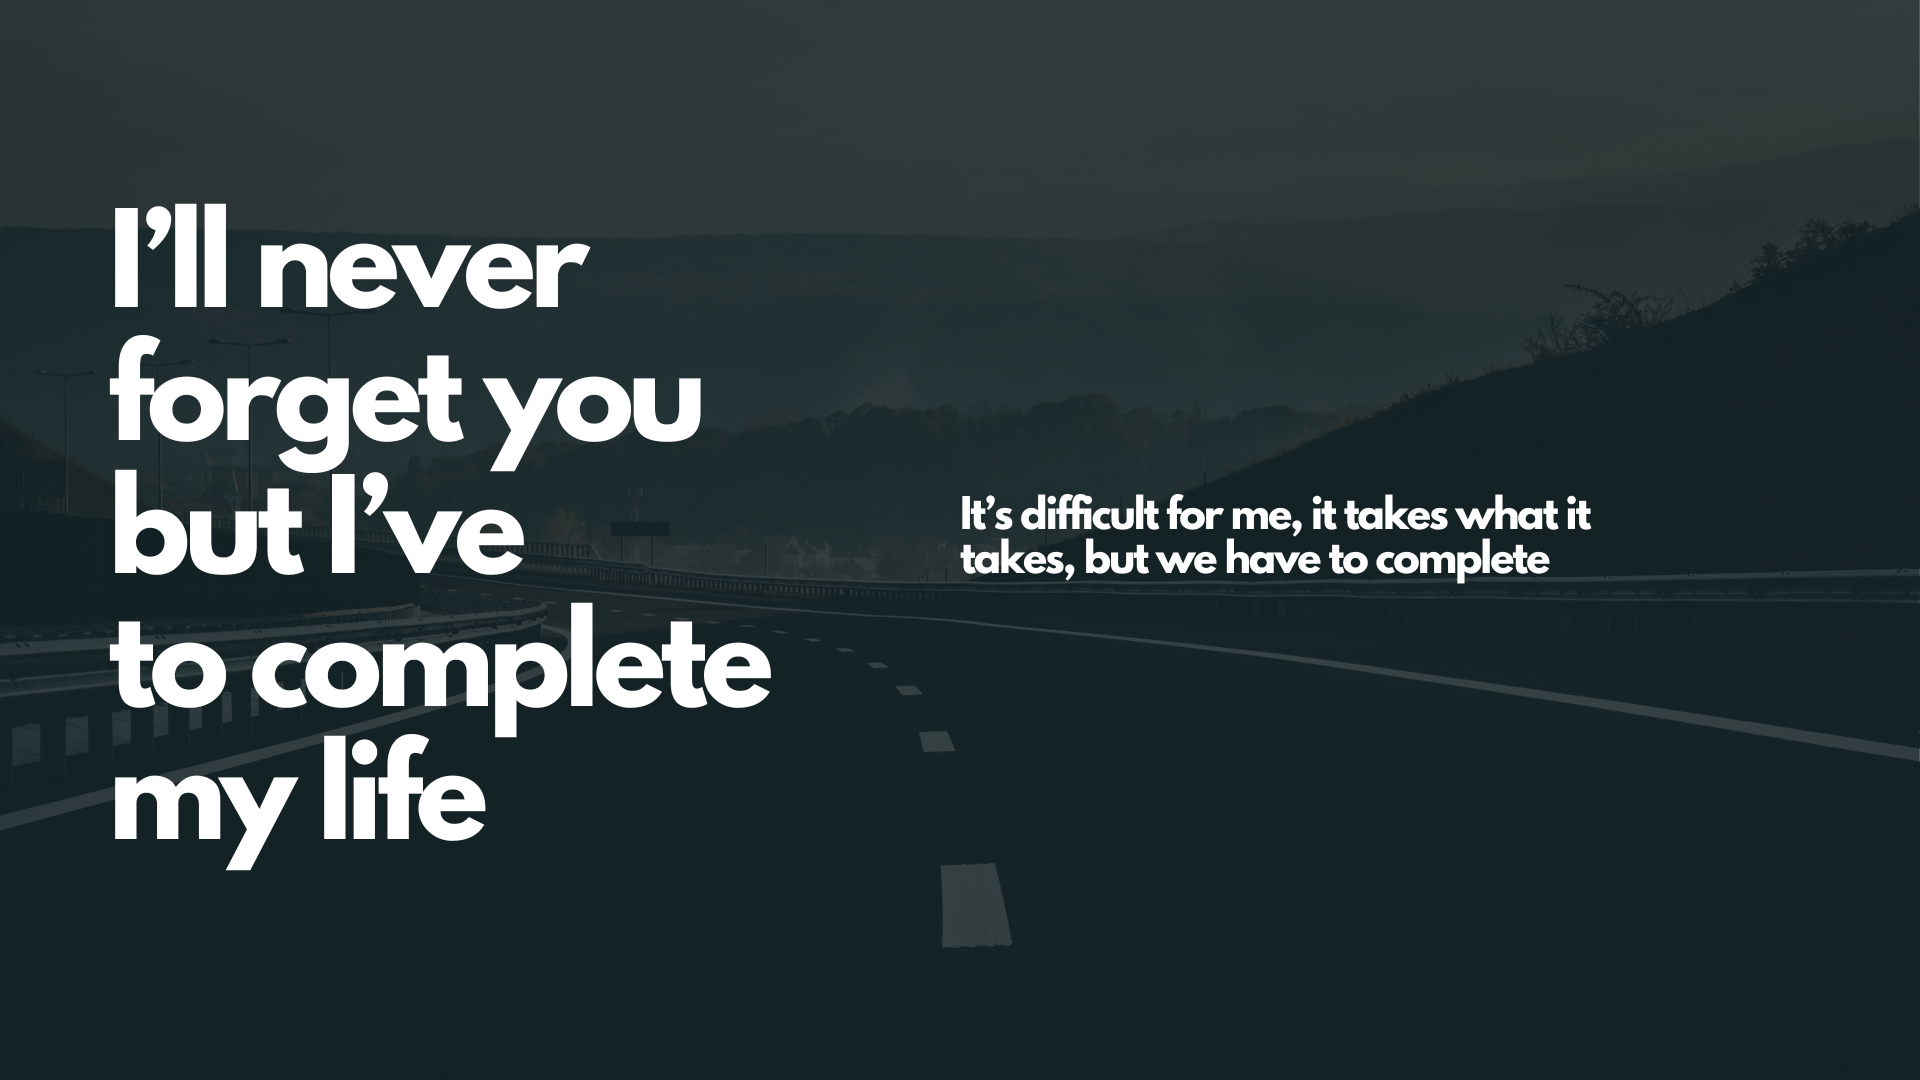 I’ll never
forget you
but I’ve
to complete
my life
It’s difficult for me, it takes what it
takes, but we have to complete